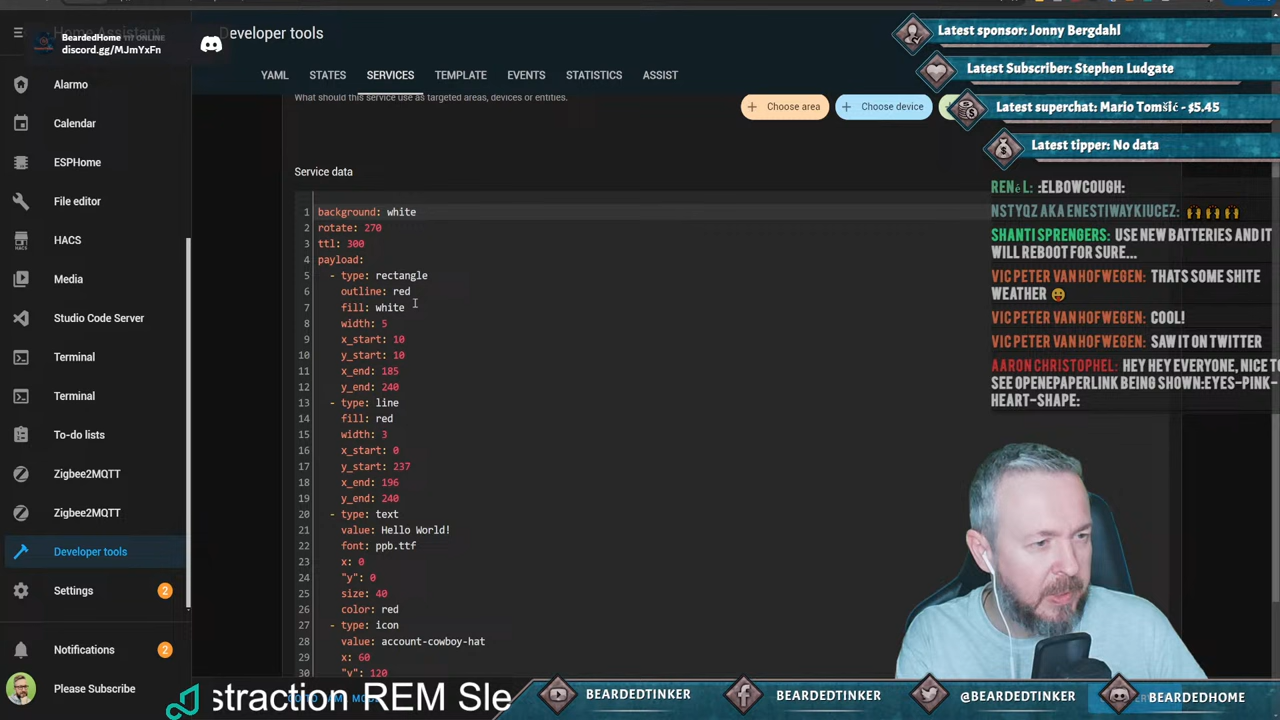 BeardedHome 117 ONLINE
discord.gg/MJmYxFn
Developer tools
YAML
STATES
SERVICES
TEMPLATE
EVENTS
STATISTICS
ASSIST
Alarmo
Calendar
ESPHome
File editor
HACS
Media
Studio Code Server
Terminal
Terminal
To-do lists
Zigbee2MQTT
Zigbee2MQTT
Developer tools
Settings
2
Notifications
2
Please Subscribe
What should this service use as targeted areas, devices or entities.
Choose area
Choose device
Service data
1 background: white
2 rotate: 270
3 ttl: 300
4 payload:
5 - type: rectangle
6 outline: red
7 fill: white
8 width: 5
9 x_start: 10
10 y_start: 10
11 x_end: 185
12 y_end: 240
13 - type: line
14 fill: red
15 width: 3
16 x_start: 0
17 y_start: 237
18 x_end: 196
19 y_end: 240
20 - type: text
21 value: Hello World!
22 font: ppb.ttf
23 x: 0
24 "y": 0
25 size: 40
26 color: red
27 - type: icon
28 value: account-cowboy-hat
29 x: 60
30 "y": 120
Latest sponsor: Jonny Bergdahl
Latest Subscriber: Stephen Ludgate
Latest superchat: Mario Tomšić - $5.45
Latest tipper: No data
René L: :ELBOWCOUGH:
NSTYQZ AKA ENESTIWAYKIUCEZ: 🙌🙌🙌
SHANTI SPRENGERS: USE NEW BATTERIES AND IT
WILL REBOOT FOR SURE...
VIC PETER VAN HOFWEGEN: THATS SOME SHITE
WEATHER 😜
VIC PETER VAN HOFWEGEN: COOL!
VIC PETER VAN HOFWEGEN: SAW IT ON TWITTER
AARON CHRISTOPHEL: HEY HEY EVERYONE, NICE TO
SEE OPENEPAPERLINK BEING SHOWN:EYES-PINK-
HEART-SHAPE:
straction REM Sle
BEARDEDTINKER
BEARDEDTINKER
@BEARDEDTINKER
BEARDEDHOME